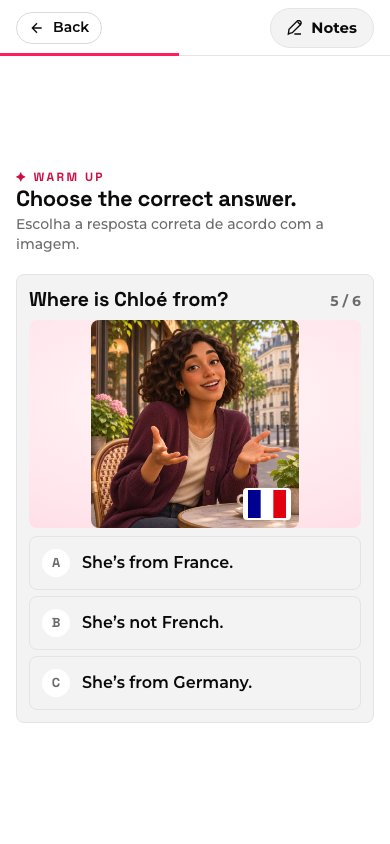 Back
Notes
WARM UP
Choose the correct answer.
Escolha a resposta correta de acordo com a
imagem.
Where is Chloé from?
5 / 6
A
She’s from France.
B
She’s not French.
C
She’s from Germany.